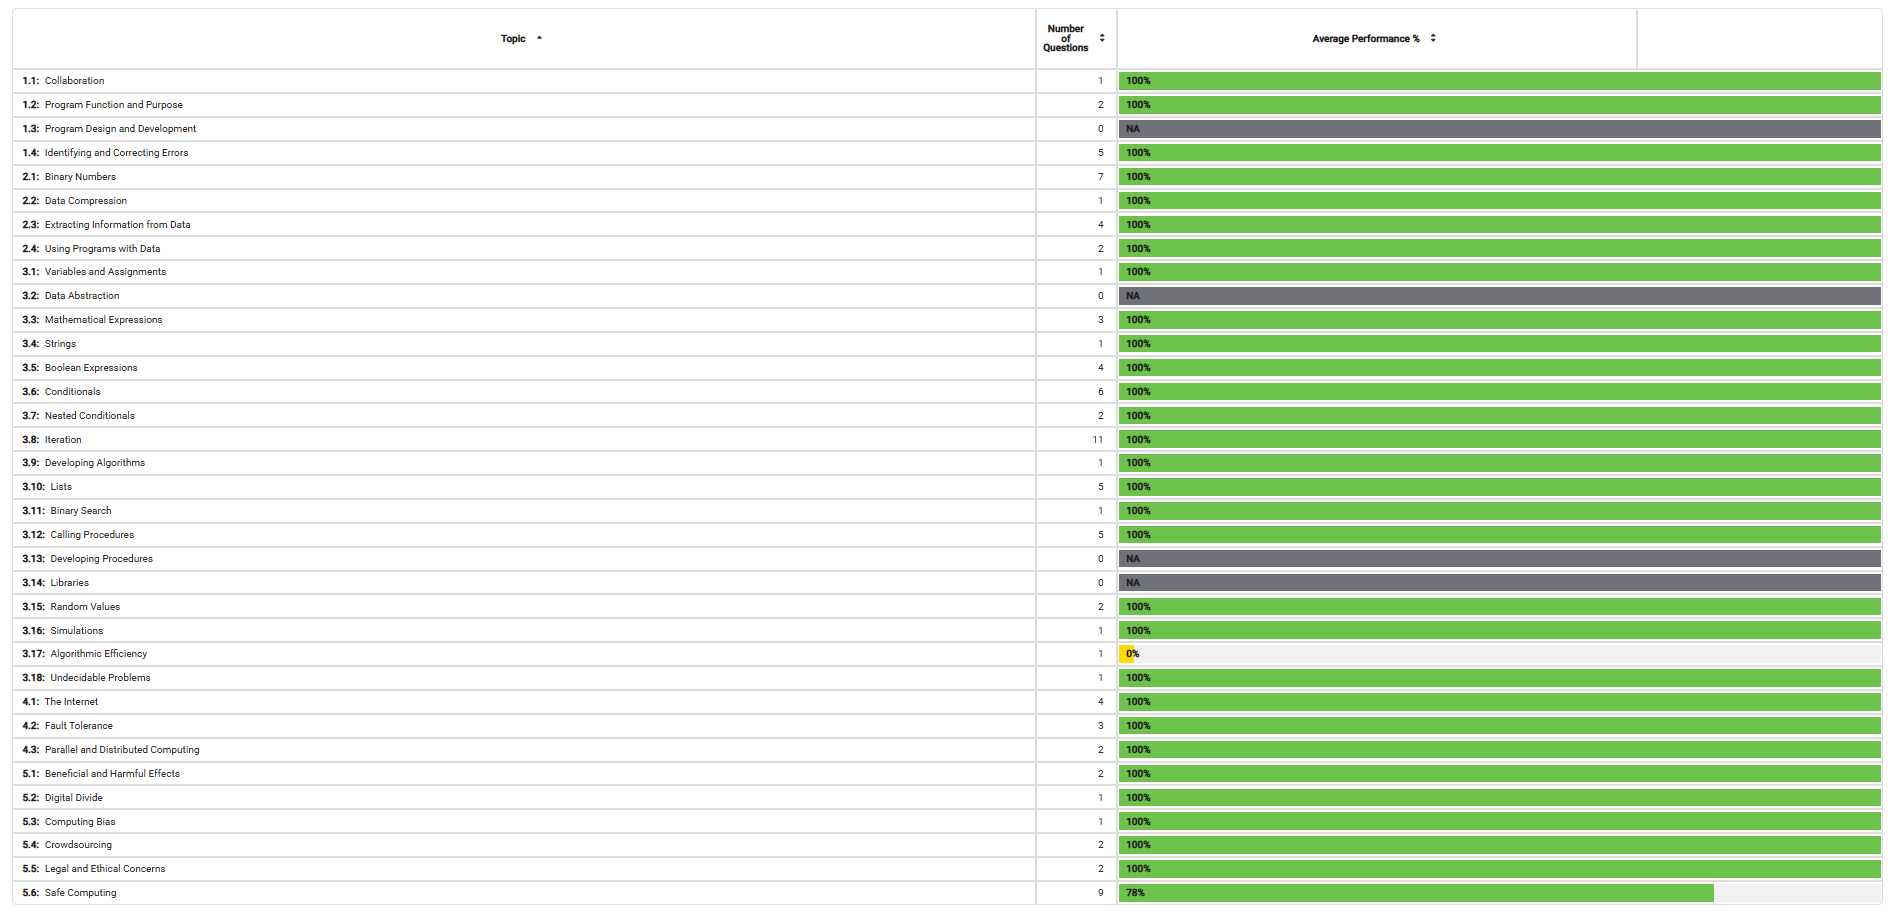 Topic Number of Questions Average Performance %
1.1: Collaboration 1 100%
1.2: Program Function and Purpose 2 100%
1.3: Program Design and Development 0 NA
1.4: Identifying and Correcting Errors 5 100%
2.1: Binary Numbers 7 100%
2.2: Data Compression 1 100%
2.3: Extracting Information from Data 4 100%
2.4: Using Programs with Data 2 100%
3.1: Variables and Assignments 1 100%
3.2: Data Abstraction 0 NA
3.3: Mathematical Expressions 3 100%
3.4: Strings 1 100%
3.5: Boolean Expressions 4 100%
3.6: Conditionals 6 100%
3.7: Nested Conditionals 2 100%
3.8: Iteration 11 100%
3.9: Developing Algorithms 1 100%
3.10: Lists 5 100%
3.11: Binary Search 1 100%
3.12: Calling Procedures 5 100%
3.13: Developing Procedures 0 NA
3.14: Libraries 0 NA
3.15: Random Values 2 100%
3.16: Simulations 1 100%
3.17: Algorithmic Efficiency 1 0%
3.18: Undecidable Problems 1 100%
4.1: The Internet 4 100%
4.2: Fault Tolerance 3 100%
4.3: Parallel and Distributed Computing 2 100%
5.1: Beneficial and Harmful Effects 2 100%
5.2: Digital Divide 1 100%
5.3: Computing Bias 1 100%
5.4: Crowdsourcing 2 100%
5.5: Legal and Ethical Concerns 2 100%
5.6: Safe Computing 9 78%